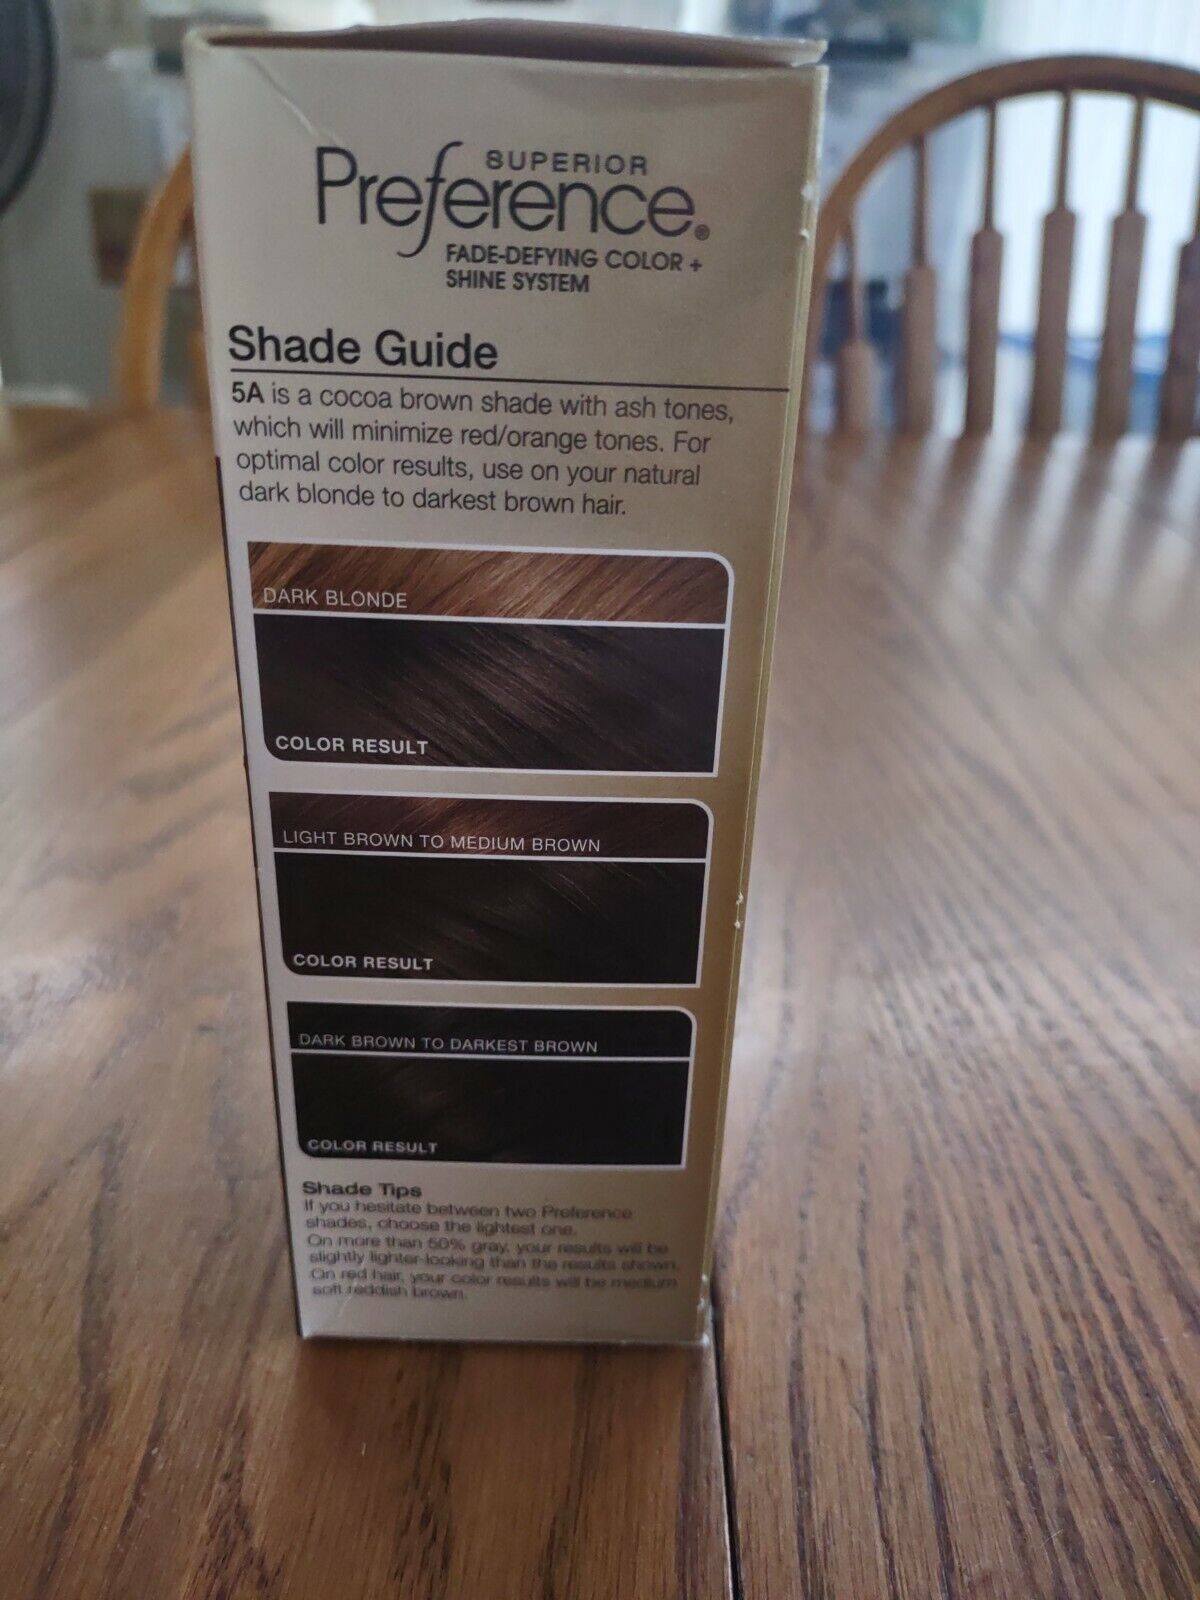 SUPERIOR
Preference®
FADE-DEFYING COLOR +
SHINE SYSTEM
Shade Guide
5A is a cocoa brown shade with ash tones,
which will minimize red/orange tones. For
optimal color results, use on your natural
dark blonde to darkest brown hair.
DARK BLONDE
COLOR RESULT
LIGHT BROWN TO MEDIUM BROWN
COLOR RESULT
DARK BROWN TO DARKEST BROWN
COLOR RESULT
Shade Tips
If you hesitate between two Preference
shades, choose the lightest one.
On more than 50% gray, your results will be
slightly lighter-looking than the results shown.
On red hair, your color results will be medium
soft reddish brown.